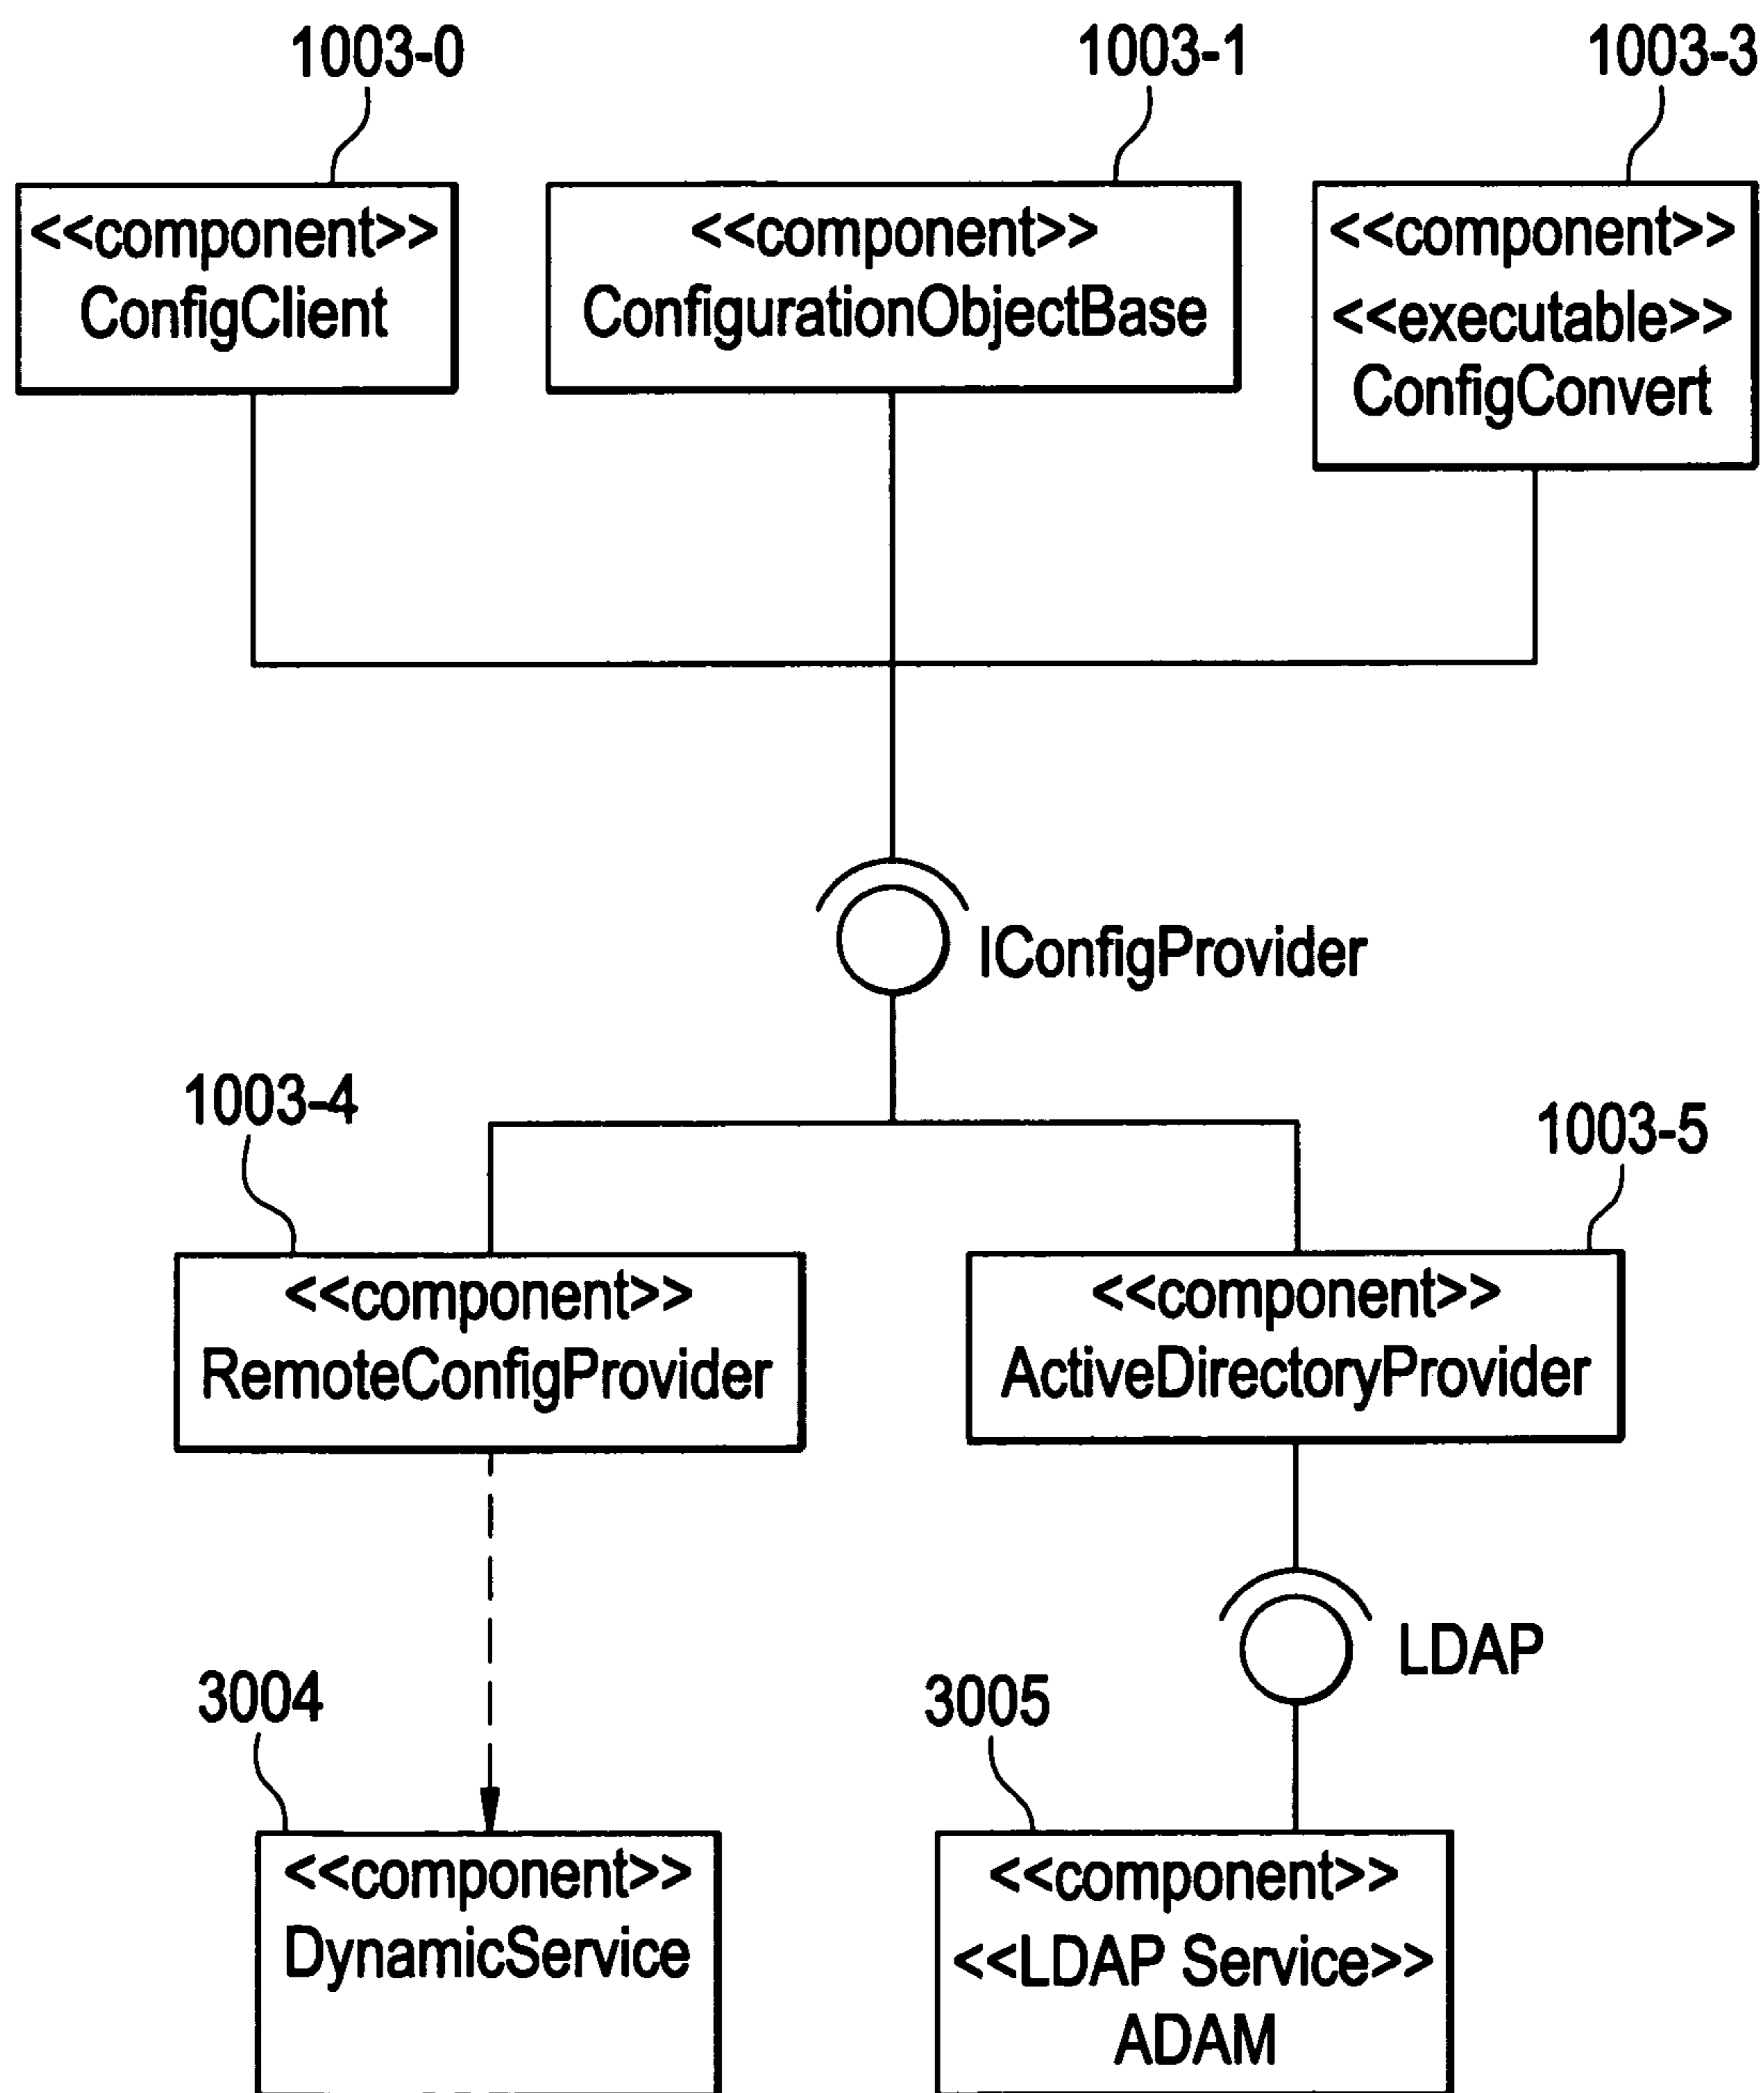 1003-0
1003-1
1003-3
<<component>>
ConfigClient
<<component>>
ConfigurationObjectBase
<<component>>
<<executable>>
ConfigConvert
IConfigProvider
1003-4
1003-5
<<component>>
RemoteConfigProvider
<<component>>
ActiveDirectoryProvider
LDAP
3004
3005
<<component>>
DynamicService
<<component>>
<<LDAP Service>>
ADAM